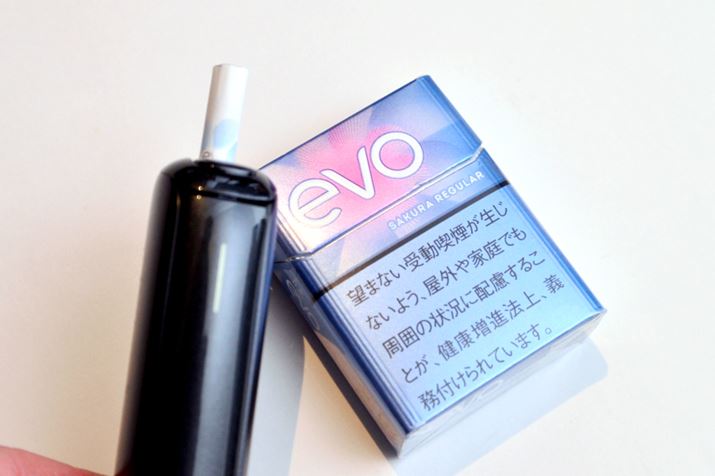 evo
SAKURA REGULAR
望まない受動喫煙が生じ
ないよう、屋外や家庭でも
周囲の状況に配慮するこ
とが、健康増進法上、義
務付けられています。